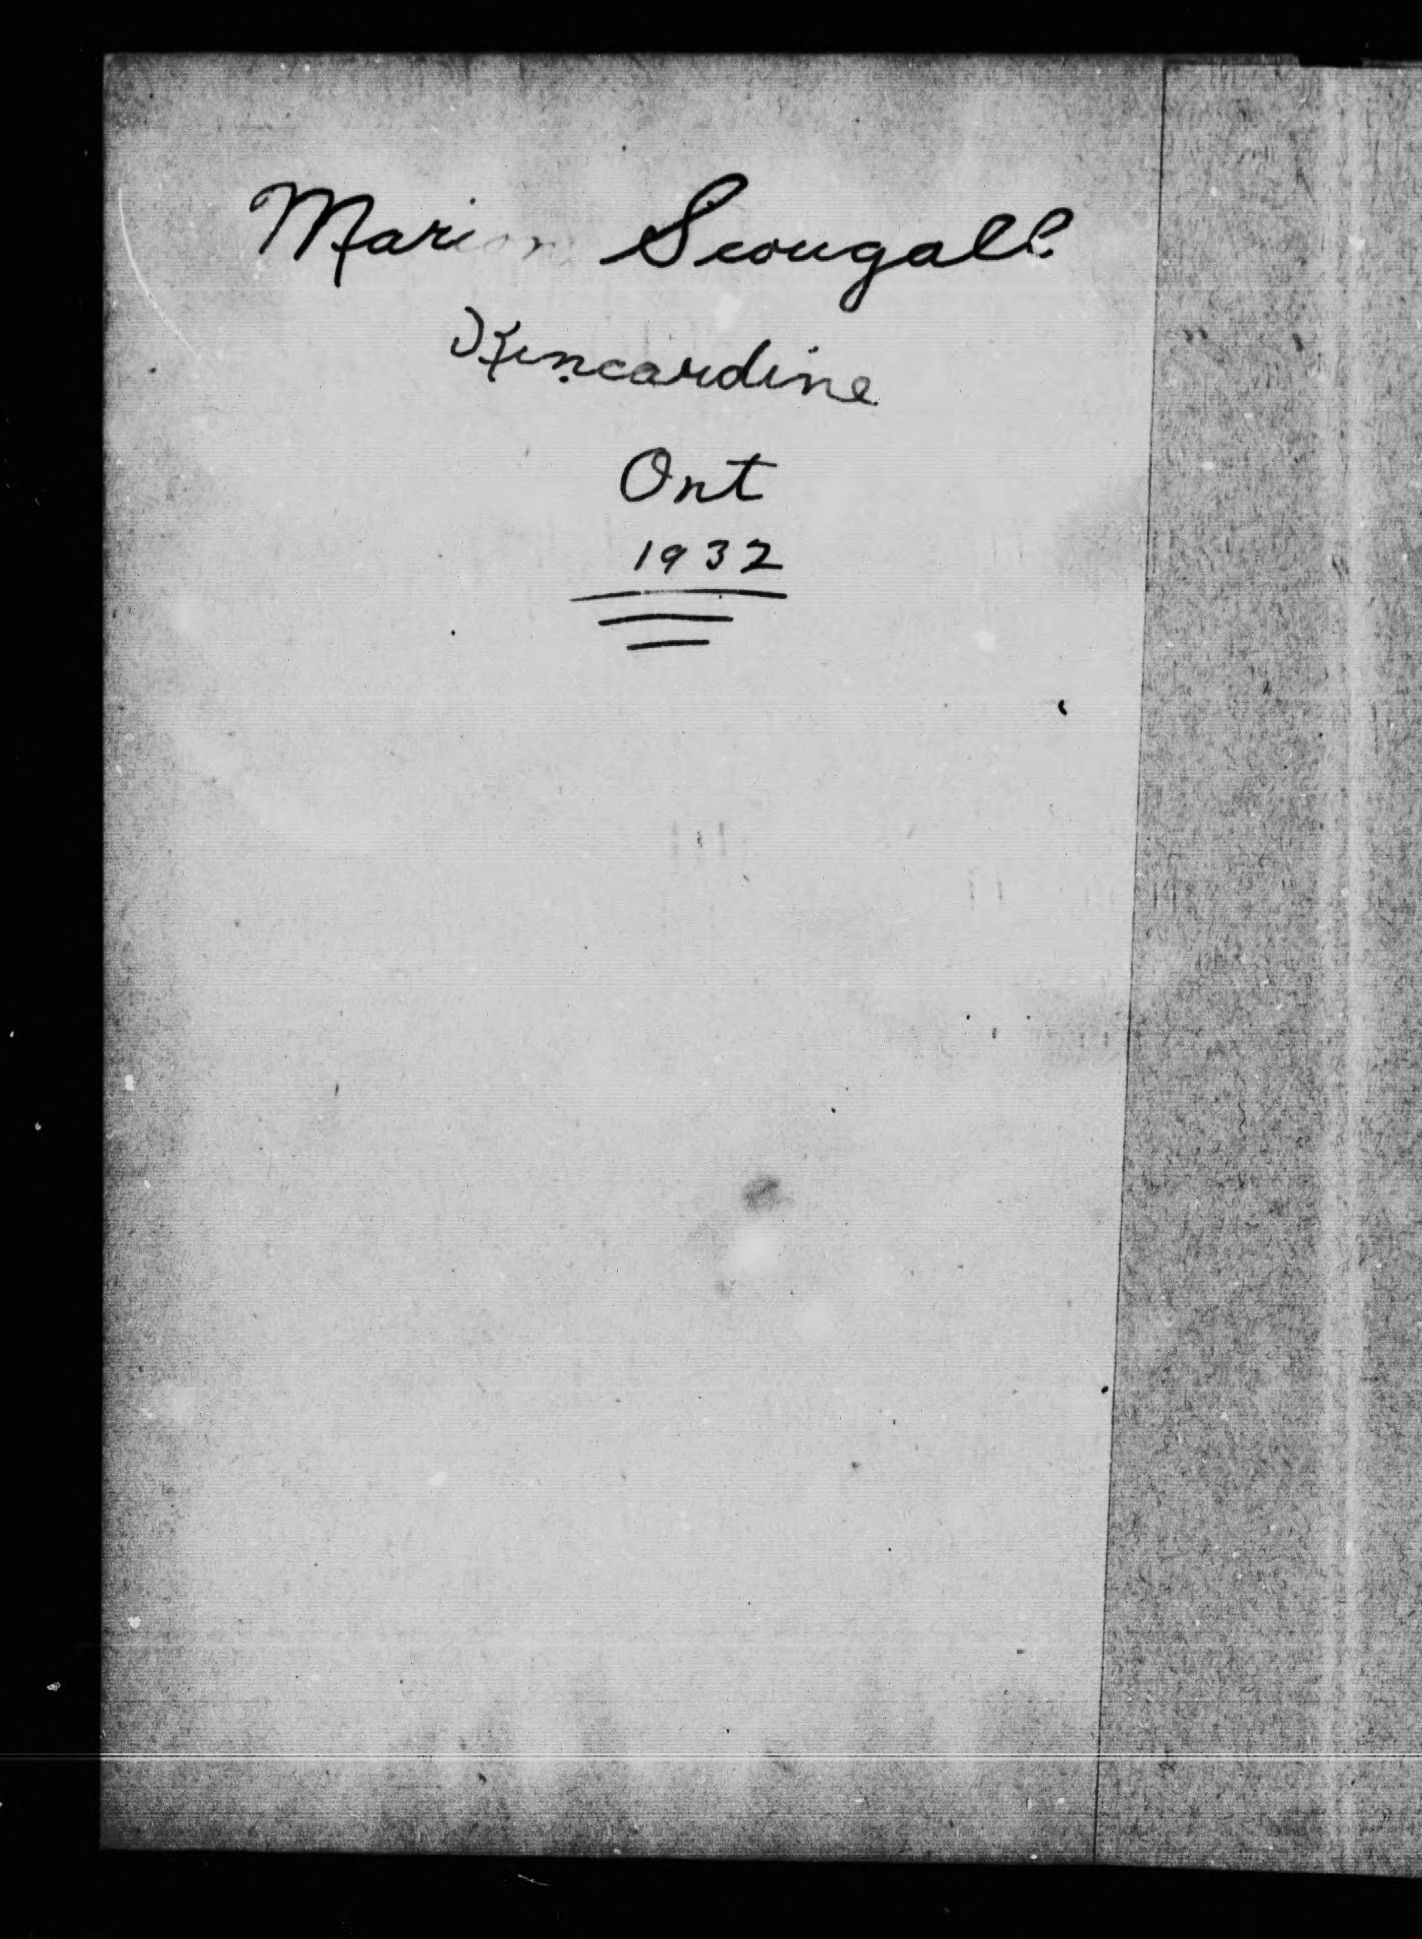 Marion Scougall
Kincardine
Ont
1932